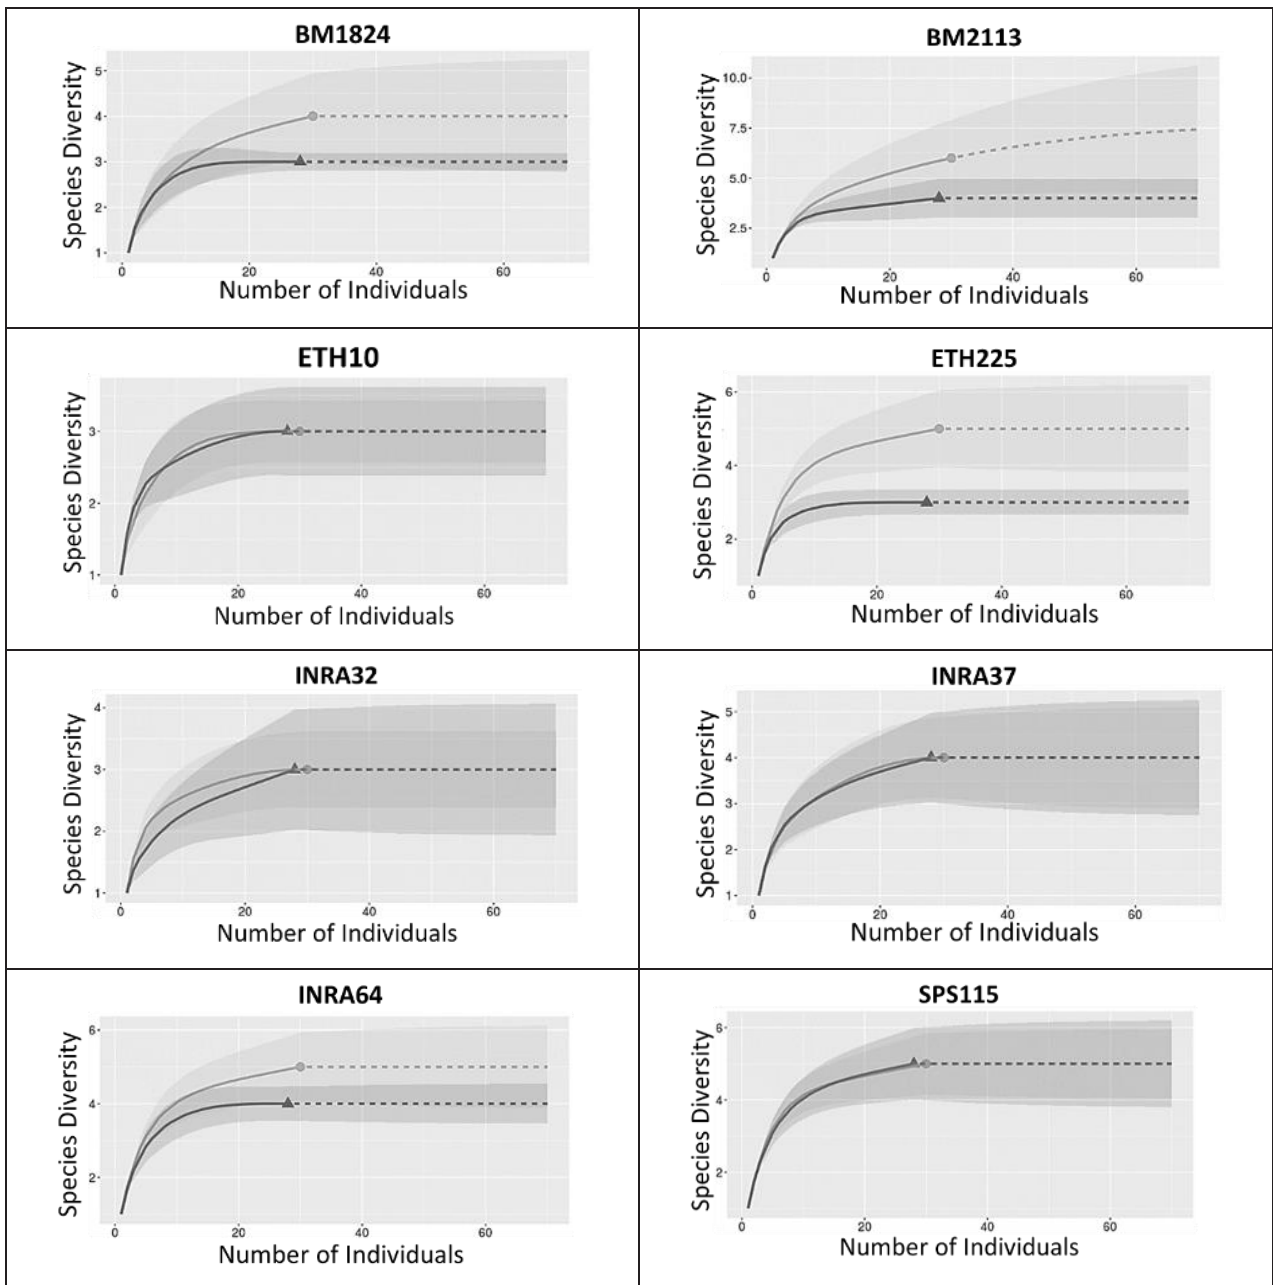 BM1824
5
4
3
2
1
Species Diversity
0 20 40 60
Number of Individuals
BM2113
10.0
7.5
5.0
2.5
Species Diversity
0 20 40 60
Number of Individuals
ETH10
3
2
1
Species Diversity
0 20 40 60
Number of Individuals
ETH225
6
4
2
Species Diversity
20 40 60
Number of Individuals
INRA32
4
3
2
1
Species Diversity
0 20 40 60
Number of Individuals
INRA37
5
4
3
2
1
Species Diversity
0 20 40 60
Number of Individuals
INRA64
6
4
2
Species Diversity
0 20 40 60
Number of Individuals
SPS115
6
4
2
Species Diversity
0 20 40 60
Number of Individuals